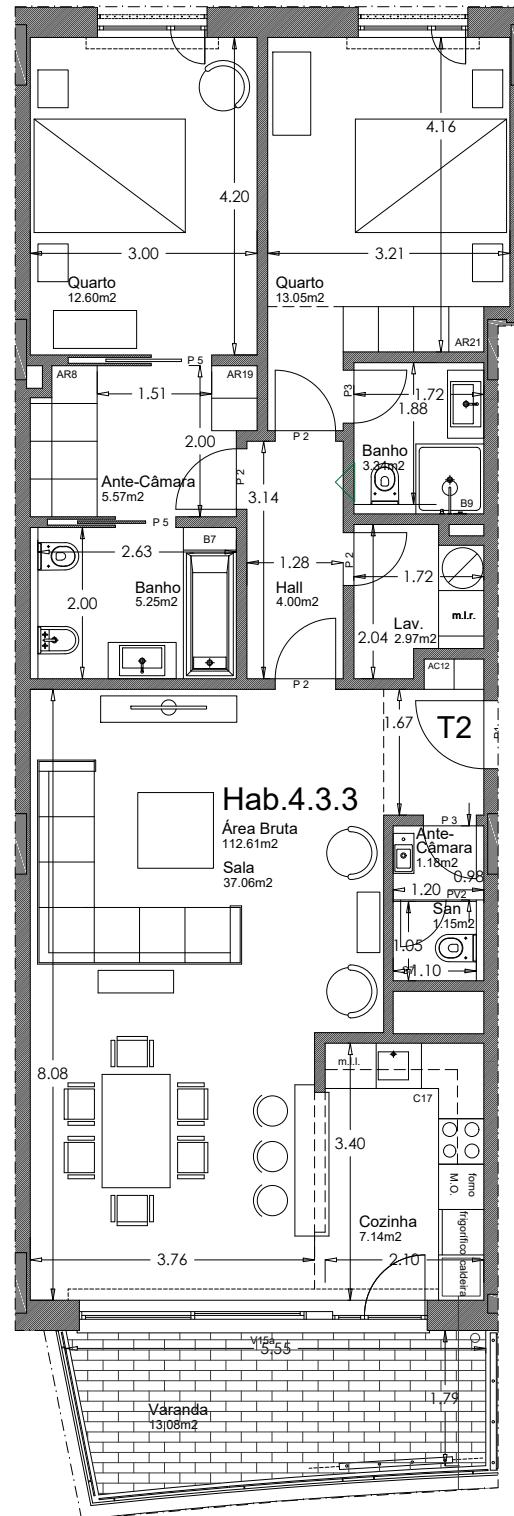 4.20
4.16
3.00
3.21
Quarto
12.60m2
Quarto
13.05m2
AR21
P 5
AR8
AR19
1.51
P3
1.72
1.88
2.00
P 2
Banho
3.34m2
Ante-Câmara
5.57m2
P 2
3.14
B9
P 5
B7
2.63
1.28
P 2
1.72
Banho
5.25m2
Hall
4.00m2
2.00
2.04
Lav.
2.97m2
m.l.r.
P 2
AC12
1.67
T2
P1
Hab.4.3.3
Área Bruta
112.61m2
Sala
37.06m2
P 3
Ante-
Câmara
1.18m2
0.98
1.20
PV2
San
1.15m2
1.05
1.10
8.08
m.l.l.
C17
3.40
forno
M.O.
frigorífico
caldeira
Cozinha
7.14m2
3.76
2.10
V15a
5.55
1.79
Varanda
13.08m2